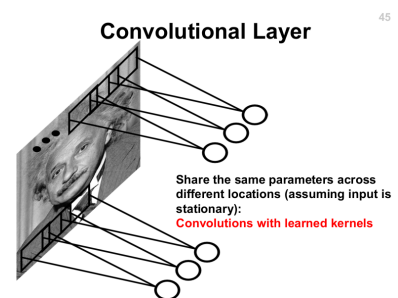 45
Convolutional Layer
Share the same parameters across
different locations (assuming input is
stationary):
Convolutions with learned kernels